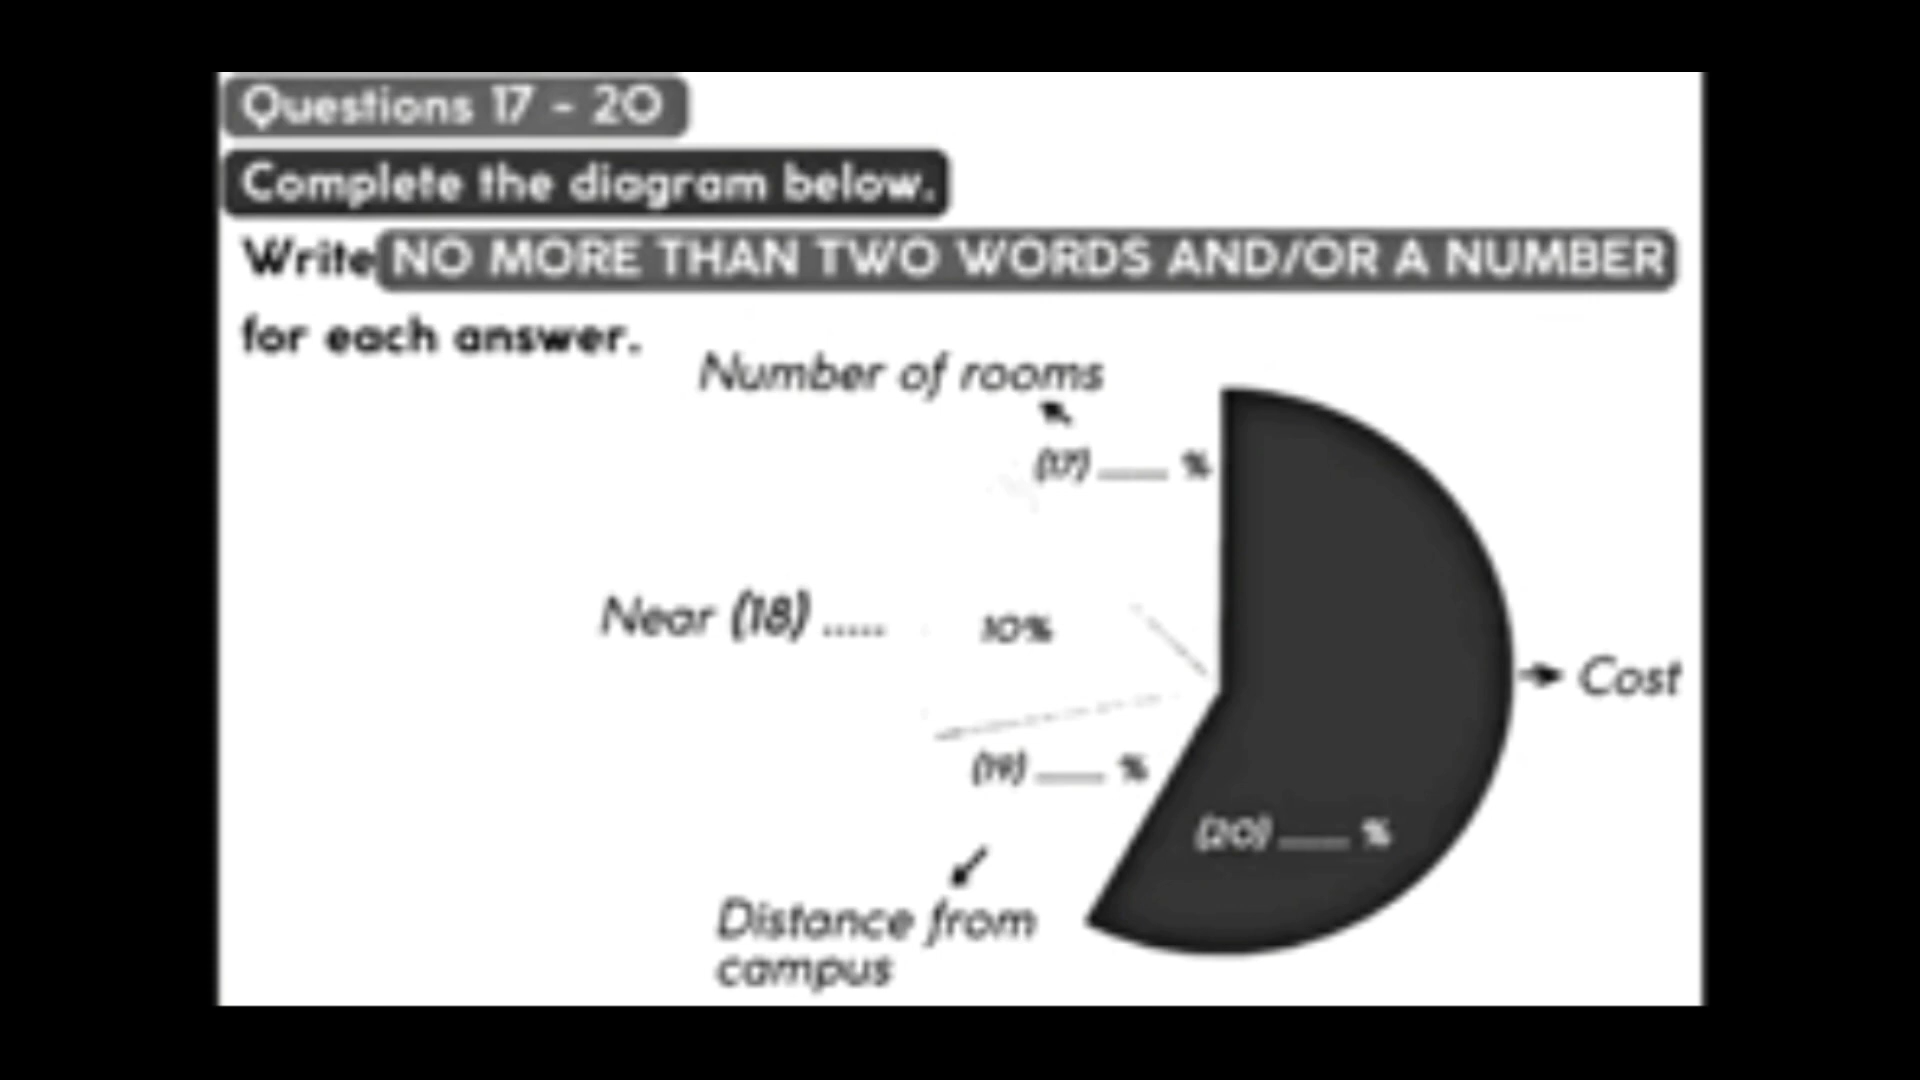 Questions 17 - 20
Complete the diagram below.
Write NO MORE THAN TWO WORDS AND/OR A NUMBER
for each answer.
Number of rooms
(17) ____ %
Near (18) .....
10%
Cost
(19) ____ %
(20) ____ %
Distance from
campus